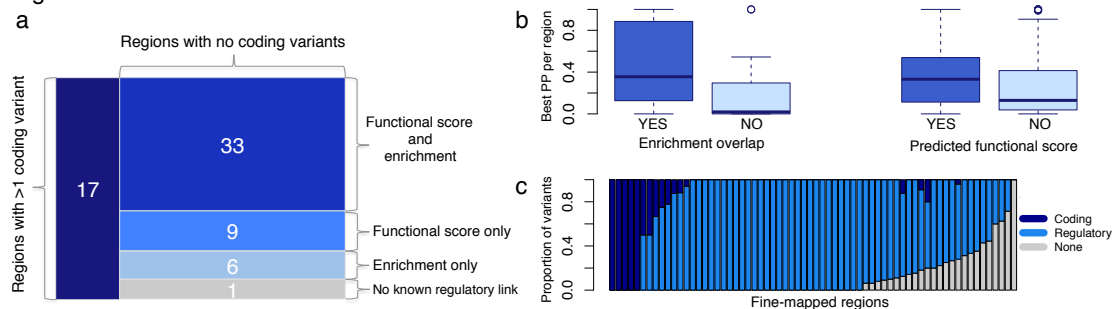 a
Regions with no coding variants
Regions with >1 coding variant
17
33
9
6
1
Functional score
and
enrichment
Functional score only
Enrichment only
No known regulatory link
b
Best PP per region
0.0 0.4 0.8
YES NO
Enrichment overlap
YES NO
Predicted functional score
c
Proportion of variants
0.0 0.4 0.8
Fine-mapped regions
Coding
Regulatory
None